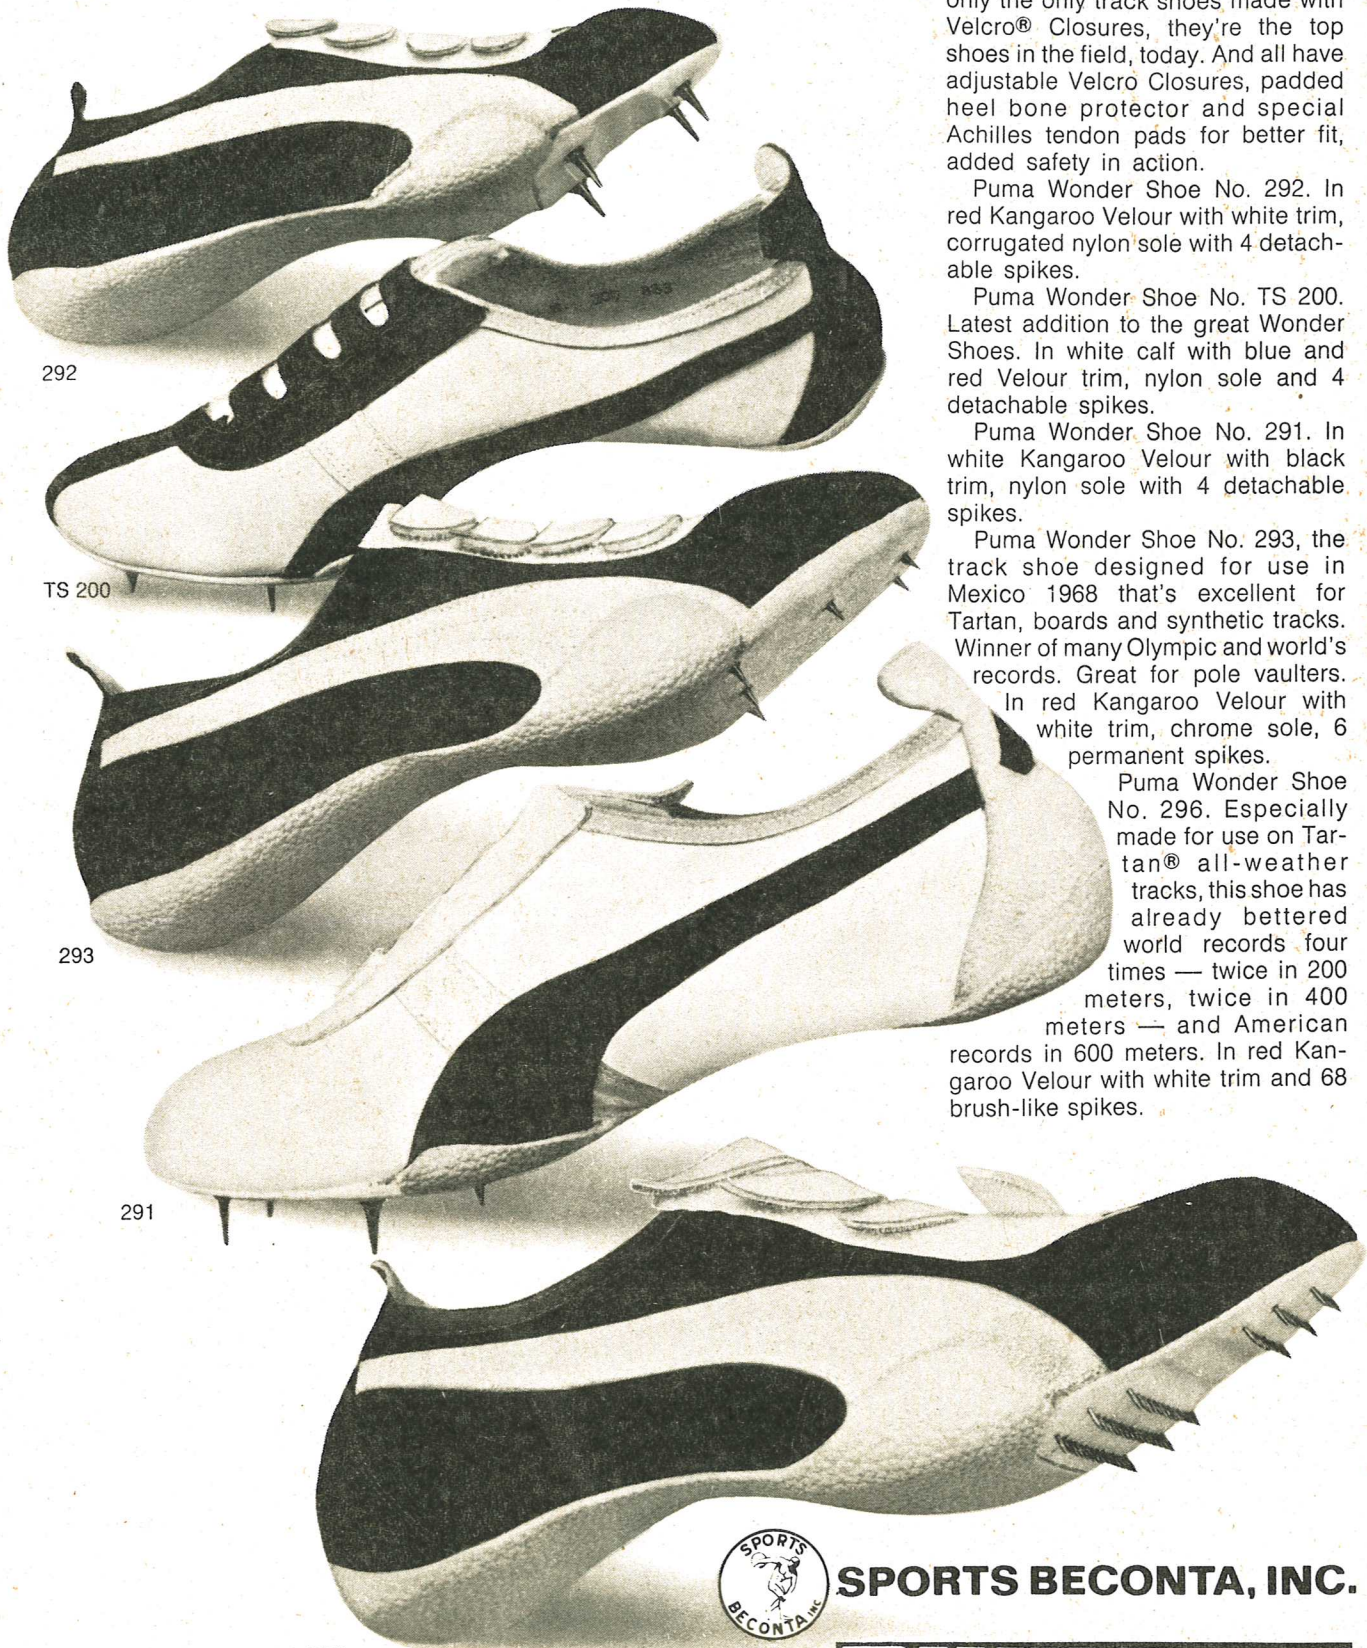 only the only track shoes made with
Velcro® Closures, they're the top
shoes in the field, today. And all have
adjustable Velcro Closures, padded
heel bone protector and special
Achilles tendon pads for better fit,
added safety in action.
Puma Wonder Shoe No. 292. In
red Kangaroo Velour with white trim,
corrugated nylon sole with 4 detach-
able spikes.
Puma Wonder Shoe No. TS 200.
Latest addition to the great Wonder
Shoes. In white calf with blue and
red Velour trim, nylon sole and 4
detachable spikes.
Puma Wonder Shoe No. 291. In
white Kangaroo Velour with black
trim, nylon sole with 4 detachable
spikes.
Puma Wonder Shoe No. 293, the
track shoe designed for use in
Mexico 1968 that's excellent for
Tartan, boards and synthetic tracks.
Winner of many Olympic and world's
records. Great for pole vaulters.
In red Kangaroo Velour with
white trim, chrome sole, 6
permanent spikes.
Puma Wonder Shoe
No. 296. Especially
made for use on Tar-
tan® all-weather
tracks, this shoe has
already bettered
world records four
times — twice in 200
meters, twice in 400
meters — and American
records in 600 meters. In red Kan-
garoo Velour with white trim and 68
brush-like spikes.
292
TS 200
293
291
SPORTS
BECONTA INC
SPORTS BECONTA, INC.